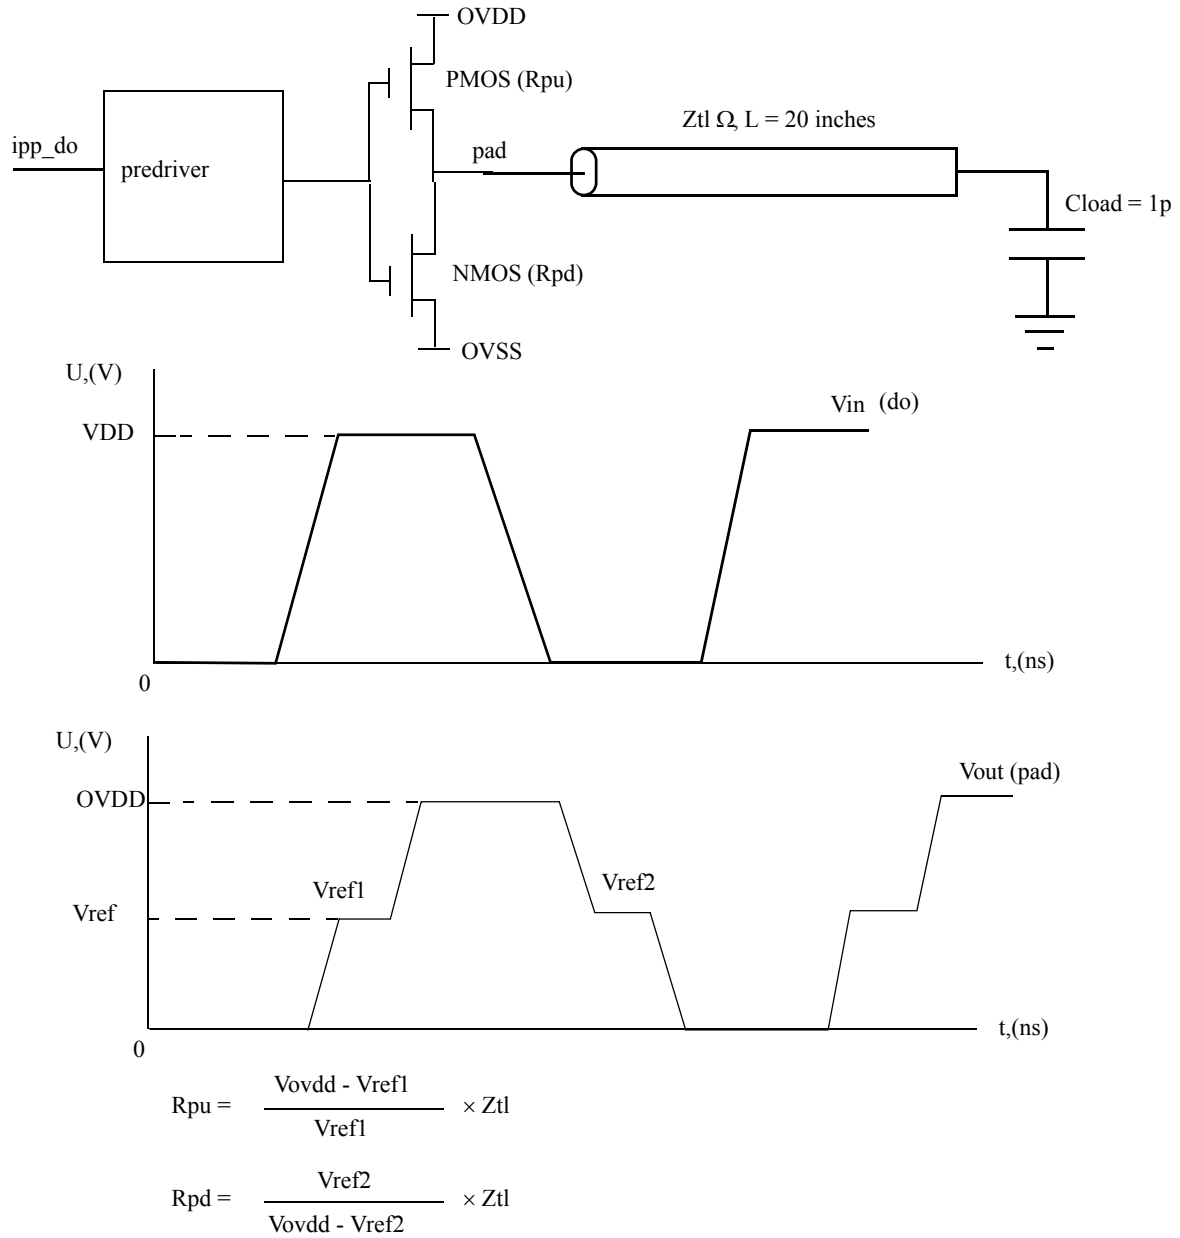 OVDD
PMOS (Rpu)
Ztl Ω, L = 20 inches
ipp_do
predriver
pad
Cload = 1p
NMOS (Rpd)
OVSS
U,(V)
VDD
Vin (do)
t,(ns)
0
U,(V)
OVDD
Vout (pad)
Vref1
Vref2
Vref
t,(ns)
0
Vovdd - Vref1
Rpu = × Ztl
Vref1
Vref2
Rpd = × Ztl
Vovdd - Vref2